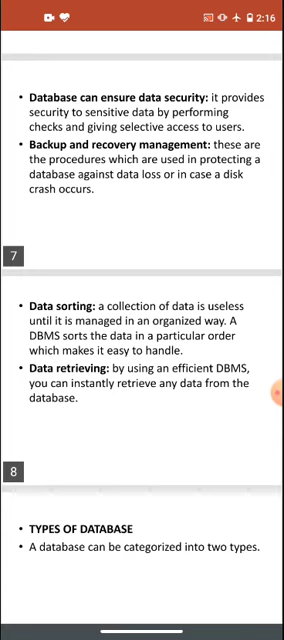 2:16
• Database can ensure data security: it provides
security to sensitive data by performing
checks and giving selective access to users.
• Backup and recovery management: these are
the procedures which are used in protecting a
database against data loss or in case a disk
crash occurs.
7
• Data sorting: a collection of data is useless
until it is managed in an organized way. A
DBMS sorts the data in a particular order
which makes it easy to handle.
• Data retrieving: by using an efficient DBMS,
you can instantly retrieve any data from the
database.
8
• TYPES OF DATABASE
• A database can be categorized into two types.